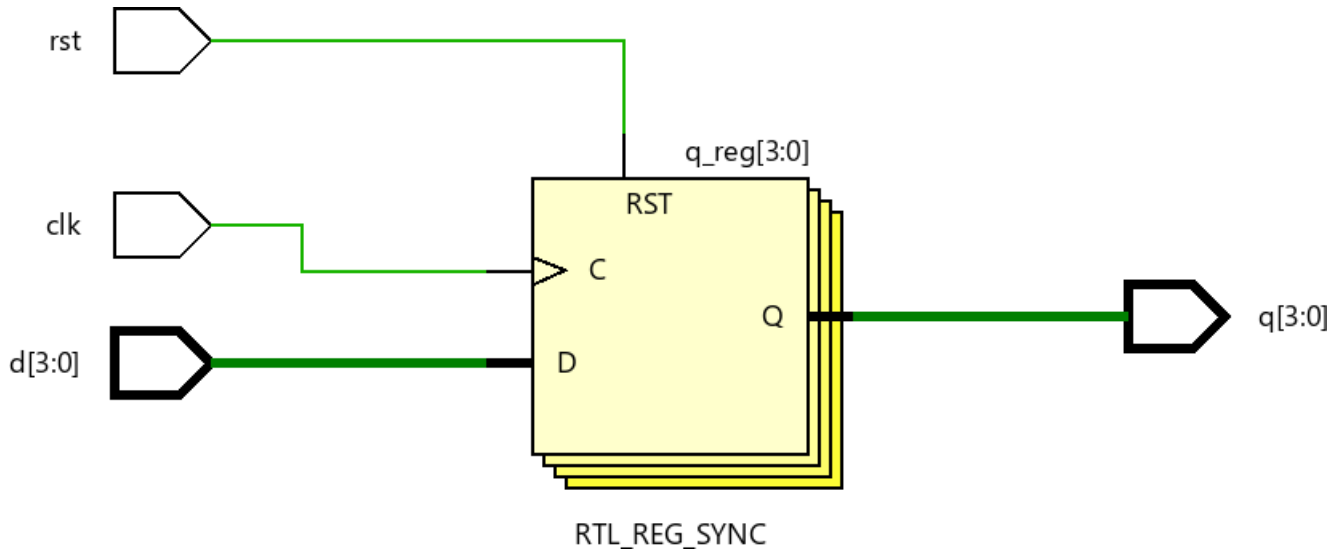 rst
q_reg[3:0]
RST
clk
C
Q
q[3:0]
d[3:0]
D
RTL_REG_SYNC